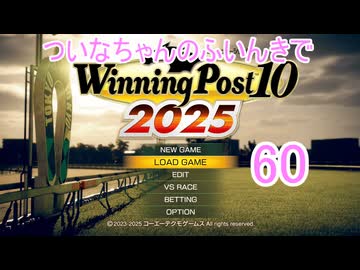 ついなちゃんのふいんきで
Winning Post 10
2025
NEW GAME
LOAD GAME
60
EDIT
VS RACE
BETTING
OPTION
©2023-2025 コーエーテクモゲームス All rights reserved.